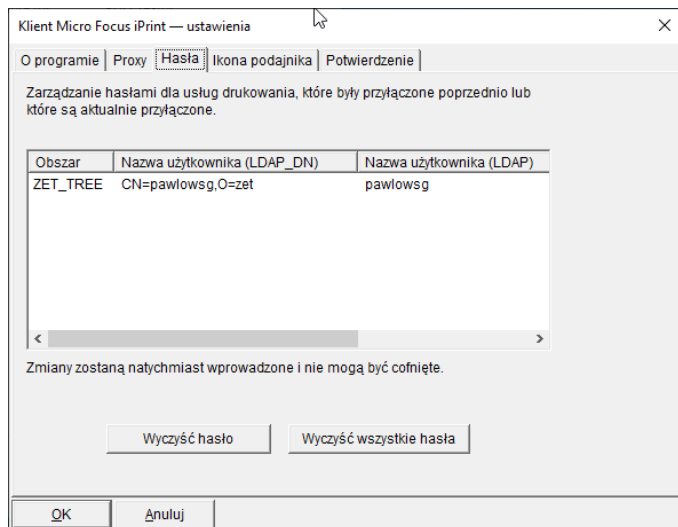 Klient Micro Focus iPrint — ustawienia
O programie Proxy Hasła Ikona podajnika Potwierdzenie
Zarządzanie hasłami dla usług drukowania, które były przyłączone poprzednio lub
które są aktualnie przyłączone.
Obszar Nazwa użytkownika (LDAP_DN) Nazwa użytkownika (LDAP)
ZET_TREE CN=pawlowsg,O=zet pawlowsg
Zmiany zostaną natychmiast wprowadzone i nie mogą być cofnięte.
Wyczyść hasło Wyczyść wszystkie hasła
OK Anuluj